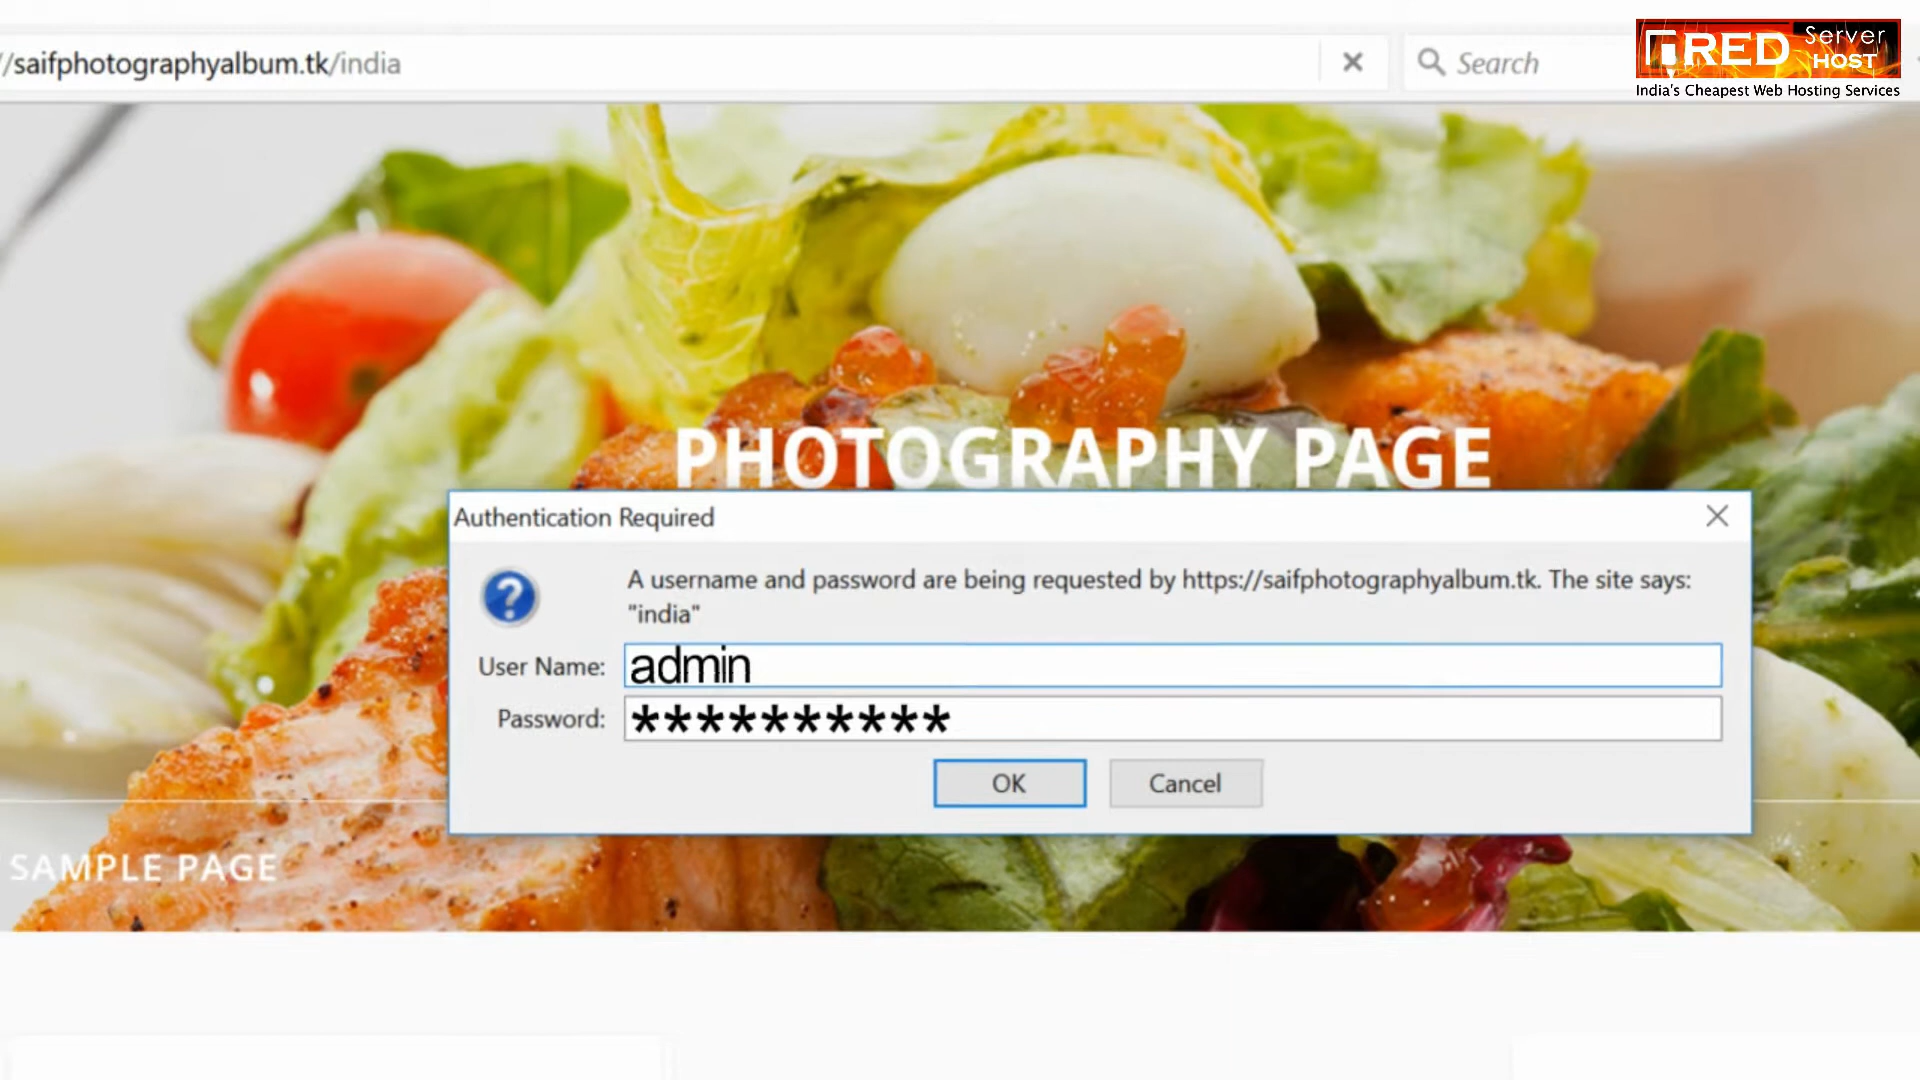 //saifphotographyalbum.tk/india
Search
RED Server
HOST
India's Cheapest Web Hosting Services
PHOTOGRAPHY PAGE
Authentication Required
A username and password are being requested by https://saifphotographyalbum.tk. The site says:
"india"
User Name: admin
Password: **********
OK Cancel
SAMPLE PAGE